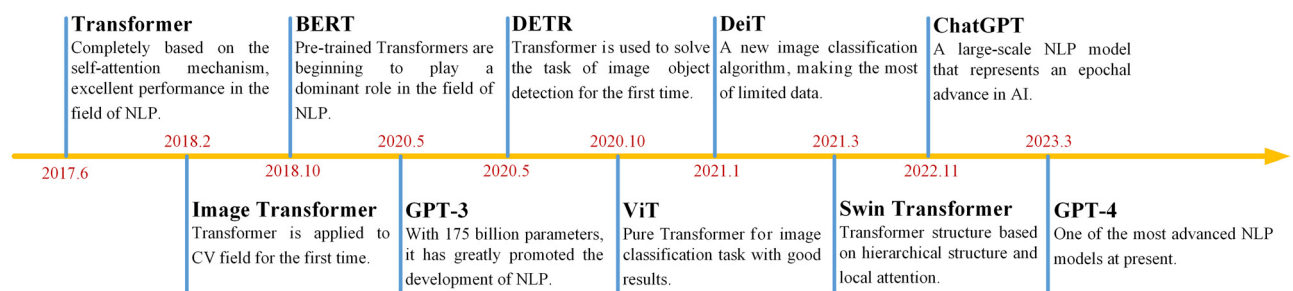 Transformer
Completely based on the
self-attention mechanism,
excellent performance in the
field of NLP.
BERT
Pre-trained Transformers are
beginning to play a
dominant role in the field of
NLP.
DETR
Transformer is used to solve
the task of image object
detection for the first time.
DeiT
A new image classification
algorithm, making the most
of limited data.
ChatGPT
A large-scale NLP model
that represents an epochal
advance in AI.
2018.2
2020.5
2020.10
2021.3
2023.3
2017.6
2018.10
2020.5
2021.1
2022.11
Image Transformer
Transformer is applied to
CV field for the first time.
GPT-3
With 175 billion parameters,
it has greatly promoted the
development of NLP.
ViT
Pure Transformer for image
classification task with good
results.
Swin Transformer
Transformer structure based
on hierarchical structure and
local attention.
GPT-4
One of the most advanced NLP
models at present.